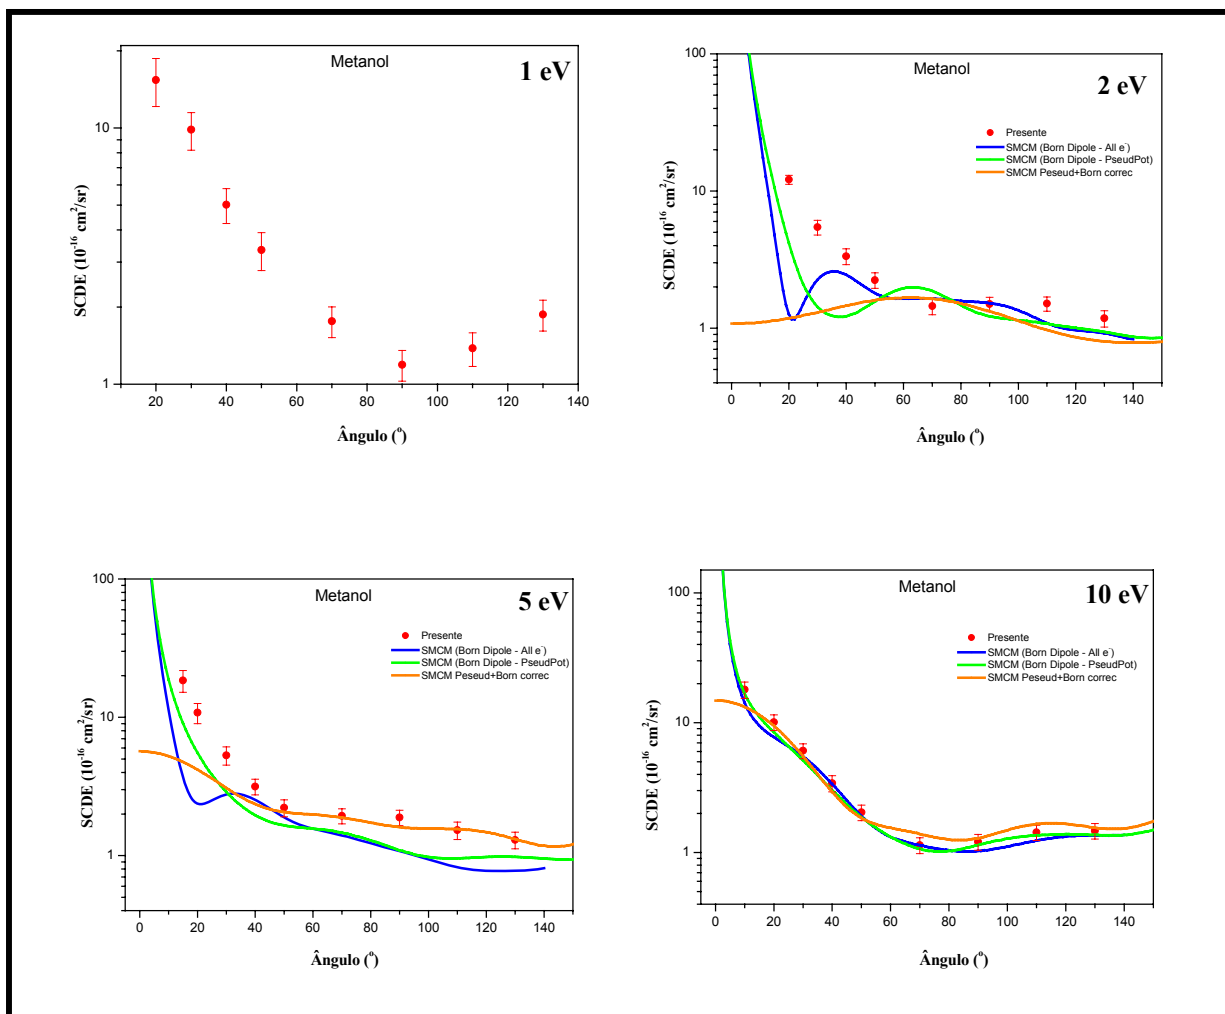 Metanol
1 eV
10
1
20
40
60
80
100
120
140
SCDE (10⁻¹⁶ cm²/sr)
Ângulo (º)
Metanol
2 eV
Presente
SMCM (Born Dipole - All e⁻)
SMCM (Born Dipole - PseudPot)
SMCM Peseud+Born correc
100
10
1
0
20
40
60
80
100
120
140
SCDE (10⁻¹⁶ cm²/sr)
Ângulo (º)
Metanol
5 eV
Presente
SMCM (Born Dipole - All e⁻)
SMCM (Born Dipole - PseudPot)
SMCM Peseud+Born correc
100
10
1
0
20
40
60
80
100
120
140
SCDE (10⁻¹⁶ cm²/sr)
Ângulo (º)
Metanol
10 eV
Presente
SMCM (Born Dipole - All e⁻)
SMCM (Born Dipole - PseudPot)
SMCM Peseud+Born correc
100
10
1
0
20
40
60
80
100
120
140
SCDE (10⁻¹⁶ cm²/sr)
Ângulo (º)